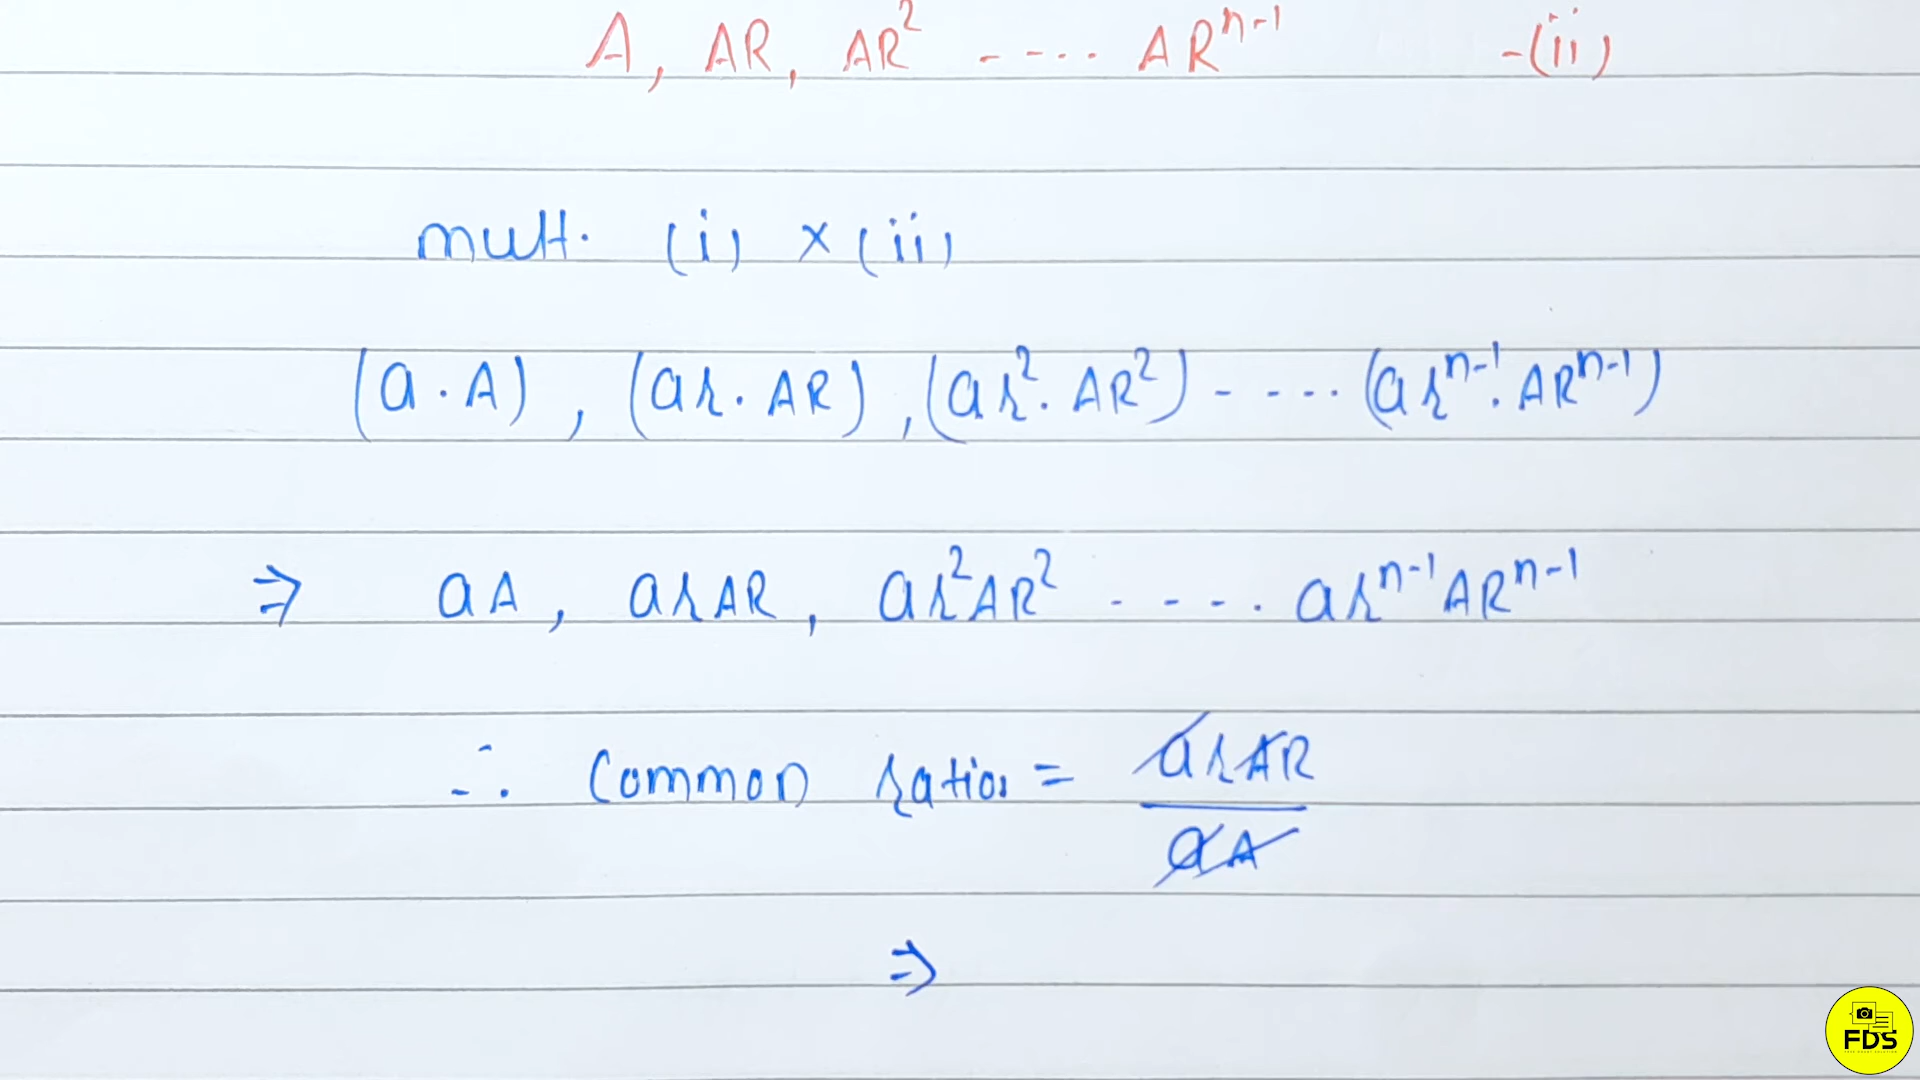 A, AR, AR² - --.. ARⁿ⁻¹ -(ii)
mult. (i) × (ii)
(a · A) , (ar · AR) , (ar² · AR²) - - --.. (arⁿ⁻¹ · ARⁿ⁻¹)
⇒ aA , arAR , ar²AR² . - - - . arⁿ⁻¹ARⁿ⁻¹
∴ Common ratios = arAR
aA
⇒
FDS